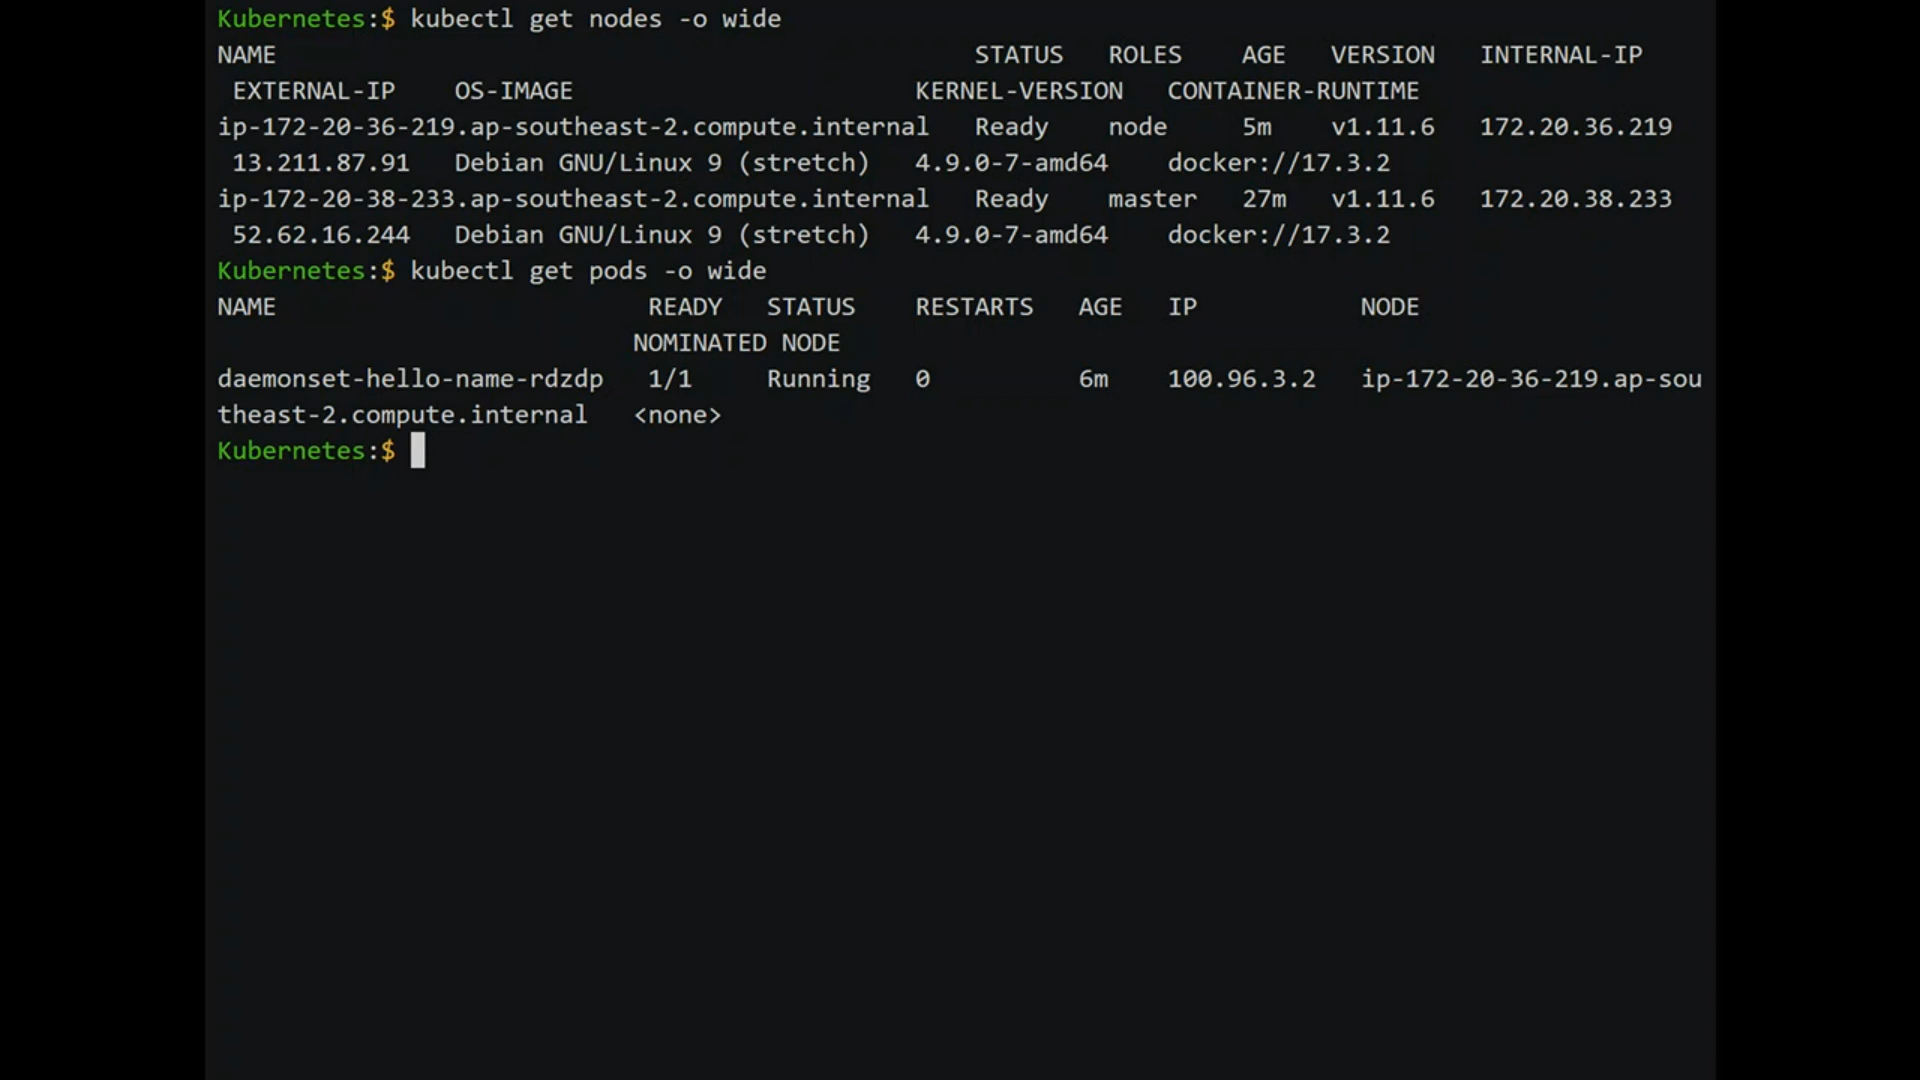 Kubernetes:$ kubectl get nodes -o wide
NAME STATUS ROLES AGE VERSION INTERNAL-IP
EXTERNAL-IP OS-IMAGE KERNEL-VERSION CONTAINER-RUNTIME
ip-172-20-36-219.ap-southeast-2.compute.internal Ready node 5m v1.11.6 172.20.36.219
13.211.87.91 Debian GNU/Linux 9 (stretch) 4.9.0-7-amd64 docker://17.3.2
ip-172-20-38-233.ap-southeast-2.compute.internal Ready master 27m v1.11.6 172.20.38.233
52.62.16.244 Debian GNU/Linux 9 (stretch) 4.9.0-7-amd64 docker://17.3.2
Kubernetes:$ kubectl get pods -o wide
NAME READY STATUS RESTARTS AGE IP NODE
NOMINATED NODE
daemonset-hello-name-rdzdp 1/1 Running 0 6m 100.96.3.2 ip-172-20-36-219.ap-sou
theast-2.compute.internal <none>
Kubernetes:$